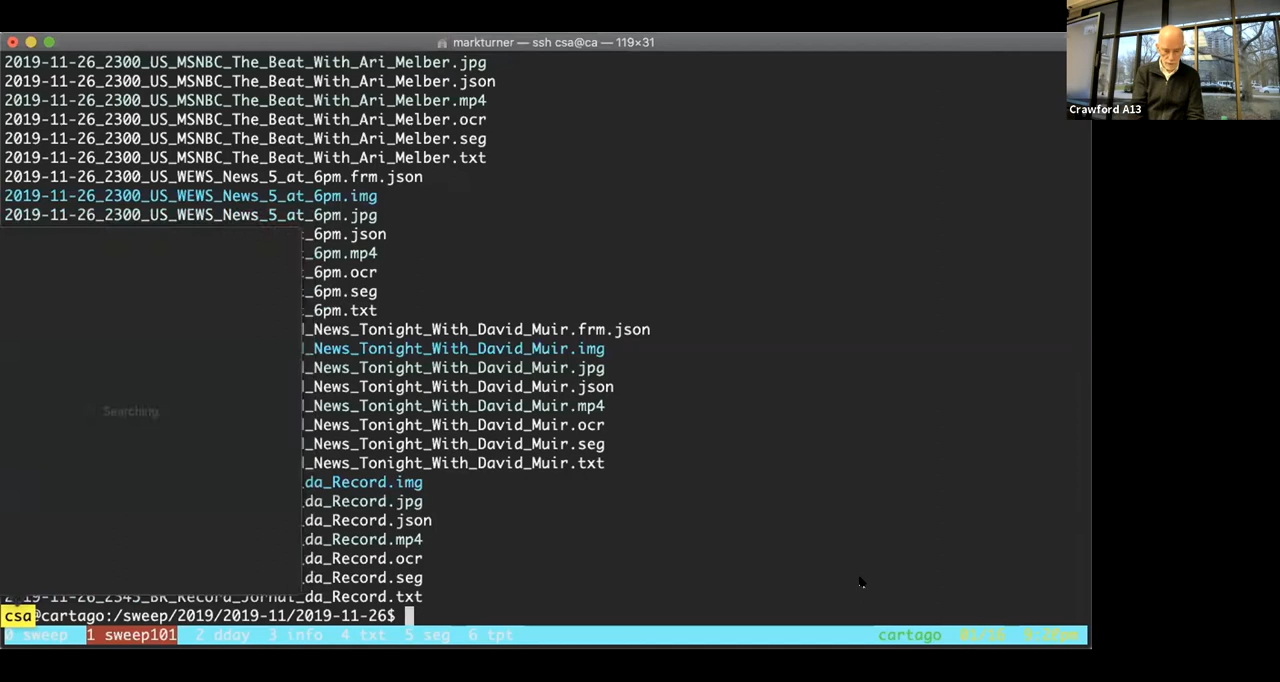 markturner — ssh csa@ca — 119×31
Crawford A13
2019-11-26_2300_US_MSNBC_The_Beat_With_Ari_Melber.jpg
2019-11-26_2300_US_MSNBC_The_Beat_With_Ari_Melber.json
2019-11-26_2300_US_MSNBC_The_Beat_With_Ari_Melber.mp4
2019-11-26_2300_US_MSNBC_The_Beat_With_Ari_Melber.ocr
2019-11-26_2300_US_MSNBC_The_Beat_With_Ari_Melber.seg
2019-11-26_2300_US_MSNBC_The_Beat_With_Ari_Melber.txt
2019-11-26_2300_US_WEWS_News_5_at_6pm.frm.json
2019-11-26_2300_US_WEWS_News_5_at_6pm.img
2019-11-26_2300_US_WEWS_News_5_at_6pm.jpg
_6pm.json
_6pm.mp4
_6pm.ocr
_6pm.seg
_6pm.txt
_News_Tonight_With_David_Muir.frm.json
_News_Tonight_With_David_Muir.img
_News_Tonight_With_David_Muir.jpg
_News_Tonight_With_David_Muir.json
_News_Tonight_With_David_Muir.mp4
Searching
_News_Tonight_With_David_Muir.ocr
_News_Tonight_With_David_Muir.seg
_News_Tonight_With_David_Muir.txt
da_Record.img
da_Record.jpg
da_Record.json
da_Record.mp4
da_Record.ocr
da_Record.seg
2019-11-26_2345_BR_Record_Jornal_da_Record.txt
csa@cartago:/sweep/2019/2019-11/2019-11-26$
0 sweep 1 sweep101 2 dday 3 info 4 txt 5 seg 6 tpt cartago 01/16